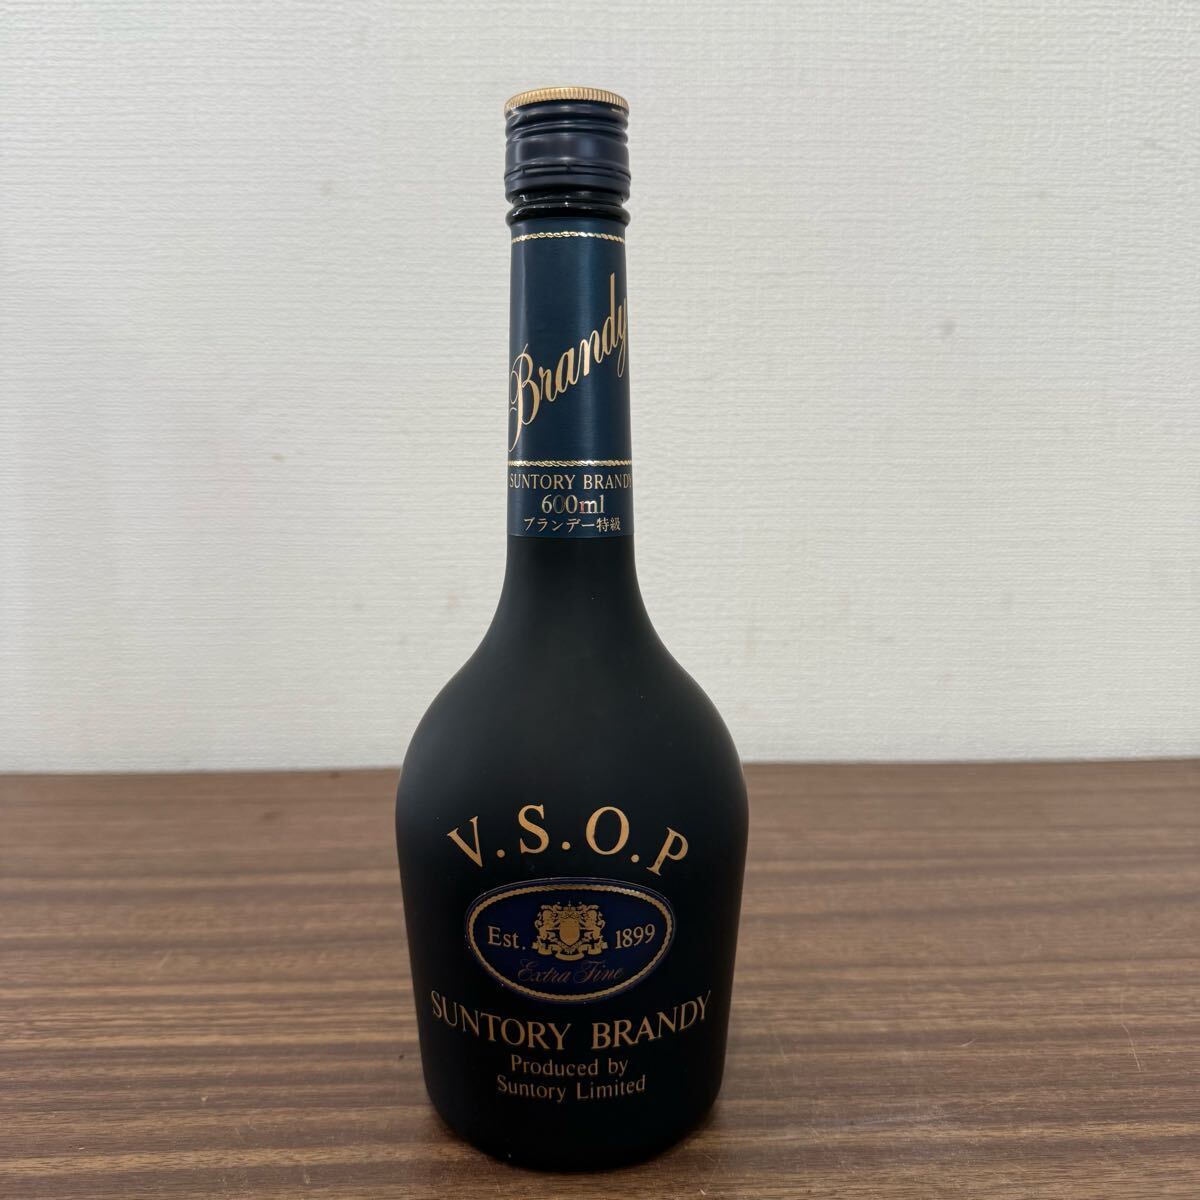 Brandy
SUNTORY BRANDY
600ml
ブランデー特級
V.S.O.P
Est. 1899
Extra Fine
SUNTORY BRANDY
Produced by
Suntory Limited